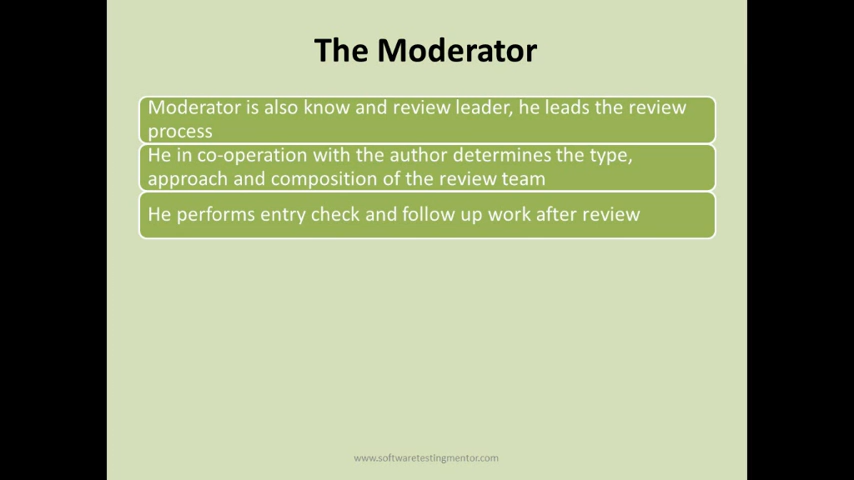 The Moderator
Moderator is also know and review leader, he leads the review
process
He in co-operation with the author determines the type,
approach and composition of the review team
He performs entry check and follow up work after review
www.softwaretestingmentor.com